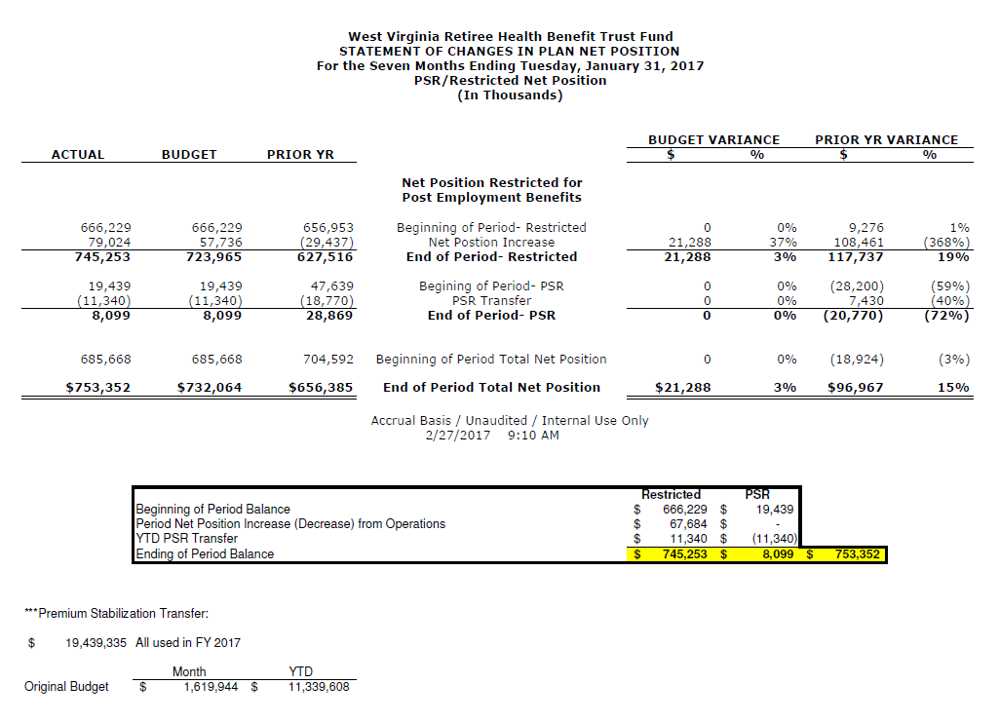 West Virginia Retiree Health Benefit Trust Fund
STATEMENT OF CHANGES IN PLAN NET POSITION
For the Seven Months Ending Tuesday, January 31, 2017
PSR/Restricted Net Position
(In Thousands)
BUDGET VARIANCE PRIOR YR VARIANCE
ACTUAL BUDGET PRIOR YR $ % $ %
Net Position Restricted for
Post Employment Benefits
666,229 666,229 656,953 Beginning of Period- Restricted 0 0% 9,276 1%
79,024 57,736 (29,437) Net Postion Increase 21,288 37% 108,461 (368%)
745,253 723,965 627,516 End of Period- Restricted 21,288 3% 117,737 19%
19,439 19,439 47,639 Begining of Period- PSR 0 0% (28,200) (59%)
(11,340) (11,340) (18,770) PSR Transfer 0 0% 7,430 (40%)
8,099 8,099 28,869 End of Period- PSR 0 0% (20,770) (72%)
685,668 685,668 704,592 Beginning of Period Total Net Position 0 0% (18,924) (3%)
$753,352 $732,064 $656,385 End of Period Total Net Position $21,288 3% $96,967 15%
Accrual Basis / Unaudited / Internal Use Only
2/27/2017 9:10 AM
Restricted PSR
Beginning of Period Balance $ 666,229 $ 19,439
Period Net Position Increase (Decrease) from Operations $ 67,684 $ -
YTD PSR Transfer $ 11,340 $ (11,340)
Ending of Period Balance $ 745,253 $ 8,099 $ 753,352
***Premium Stabilization Transfer:
$ 19,439,335 All used in FY 2017
Month YTD
Original Budget $ 1,619,944 $ 11,339,608